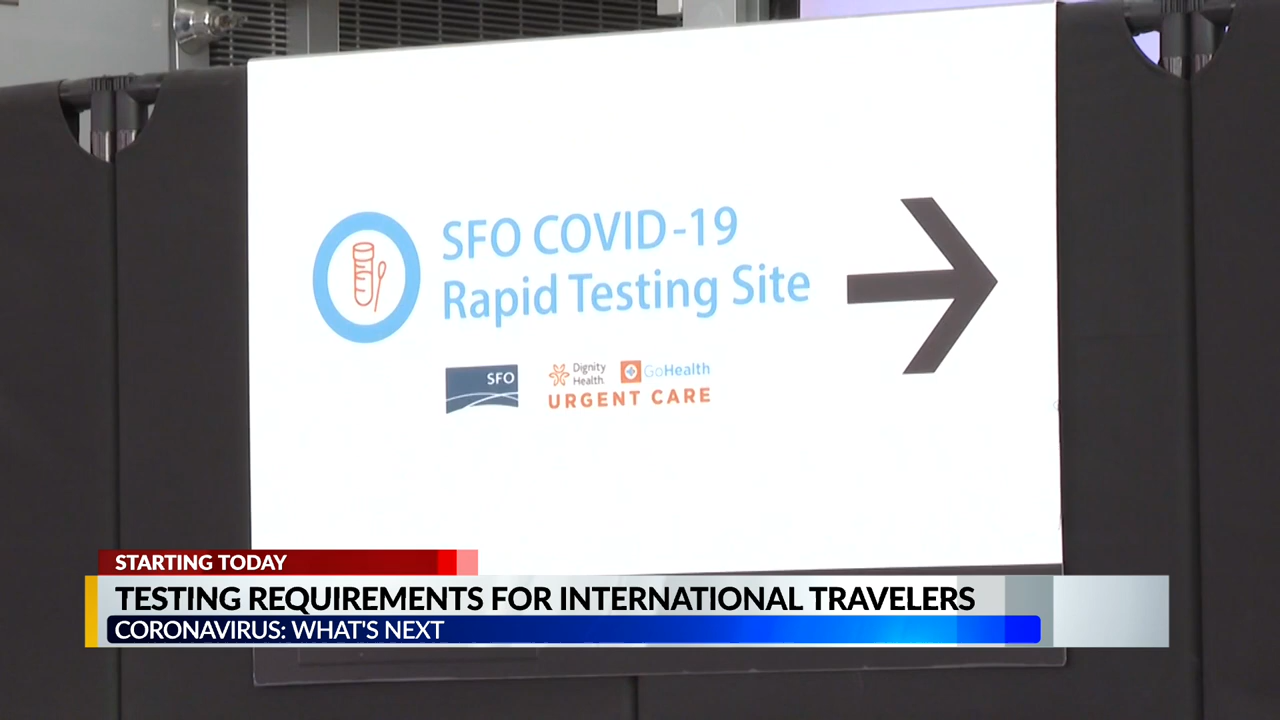 SFO COVID-19
Rapid Testing Site
SFO
Dignity
Health.
GoHealth
URGENT CARE
STARTING TODAY
TESTING REQUIREMENTS FOR INTERNATIONAL TRAVELERS
CORONAVIRUS: WHAT'S NEXT